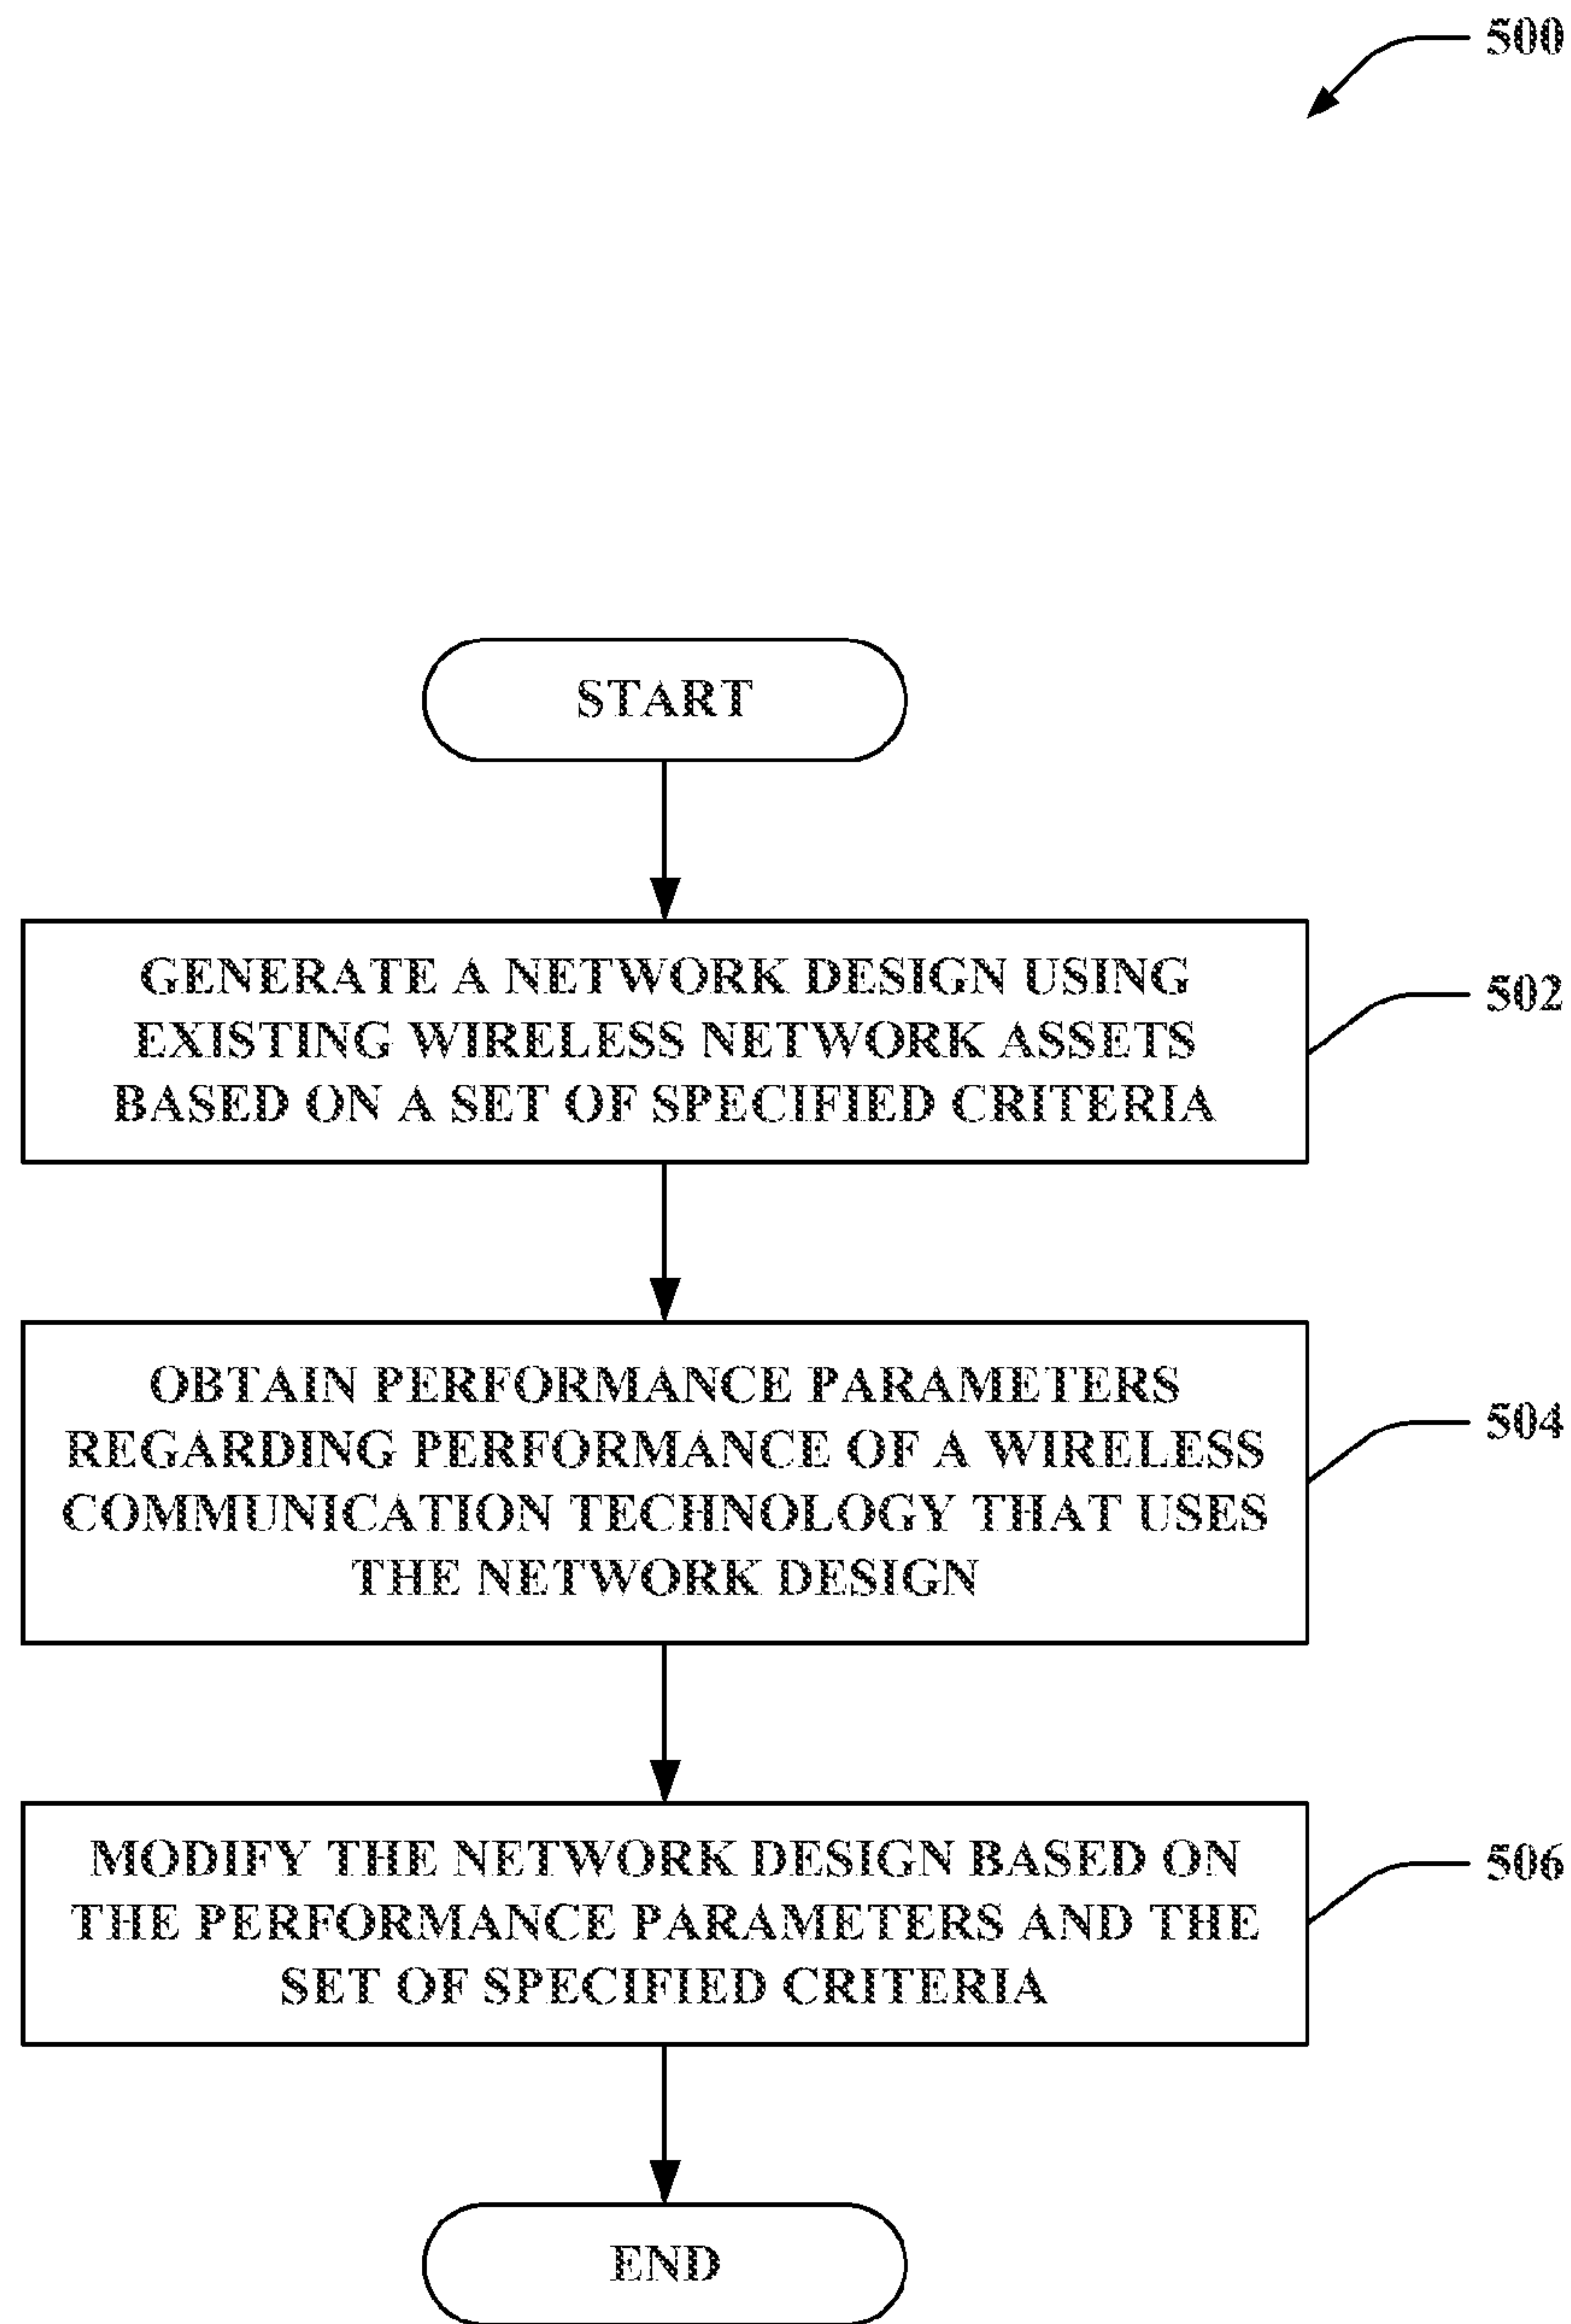 500
START
GENERATE A NETWORK DESIGN USING
EXISTING WIRELESS NETWORK ASSETS
BASED ON A SET OF SPECIFIED CRITERIA
502
OBTAIN PERFORMANCE PARAMETERS
REGARDING PERFORMANCE OF A WIRELESS
COMMUNICATION TECHNOLOGY THAT USES
THE NETWORK DESIGN
504
MODIFY THE NETWORK DESIGN BASED ON
THE PERFORMANCE PARAMETERS AND THE
SET OF SPECIFIED CRITERIA
506
END